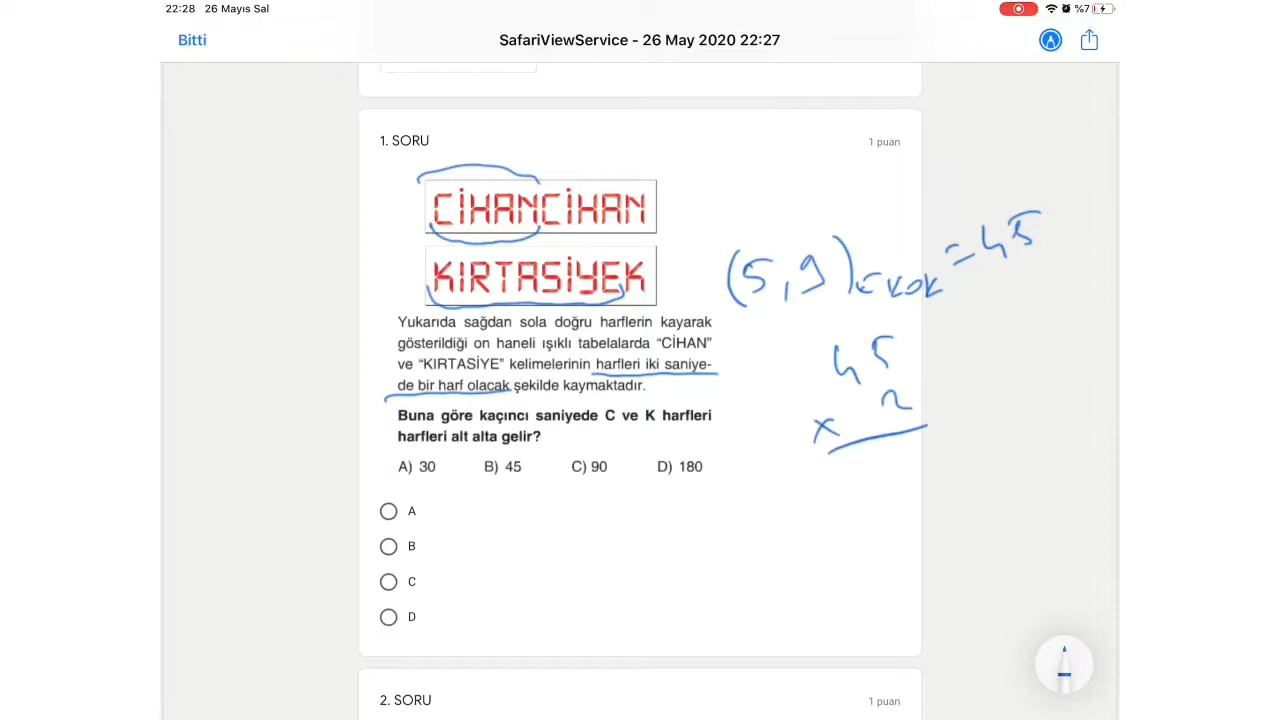 22:28 26 Mayıs Sal
%7
Bitti
SafariViewService - 26 May 2020 22:27
1. SORU
1 puan
CİHANCİHAN
KIRTASİYEK
(5,9)EKOK = 45
45
2
x
Yukarıda sağdan sola doğru harflerin kayarak
gösterildiği on haneli ışıklı tabelalarda “CİHAN”
ve “KIRTASİYE” kelimelerinin harfleri iki saniye-
de bir harf olacak şekilde kaymaktadır.
Buna göre kaçıncı saniyede C ve K harfleri
harfleri alt alta gelir?
A) 30 B) 45 C) 90 D) 180
A
B
C
D
2. SORU
1 puan